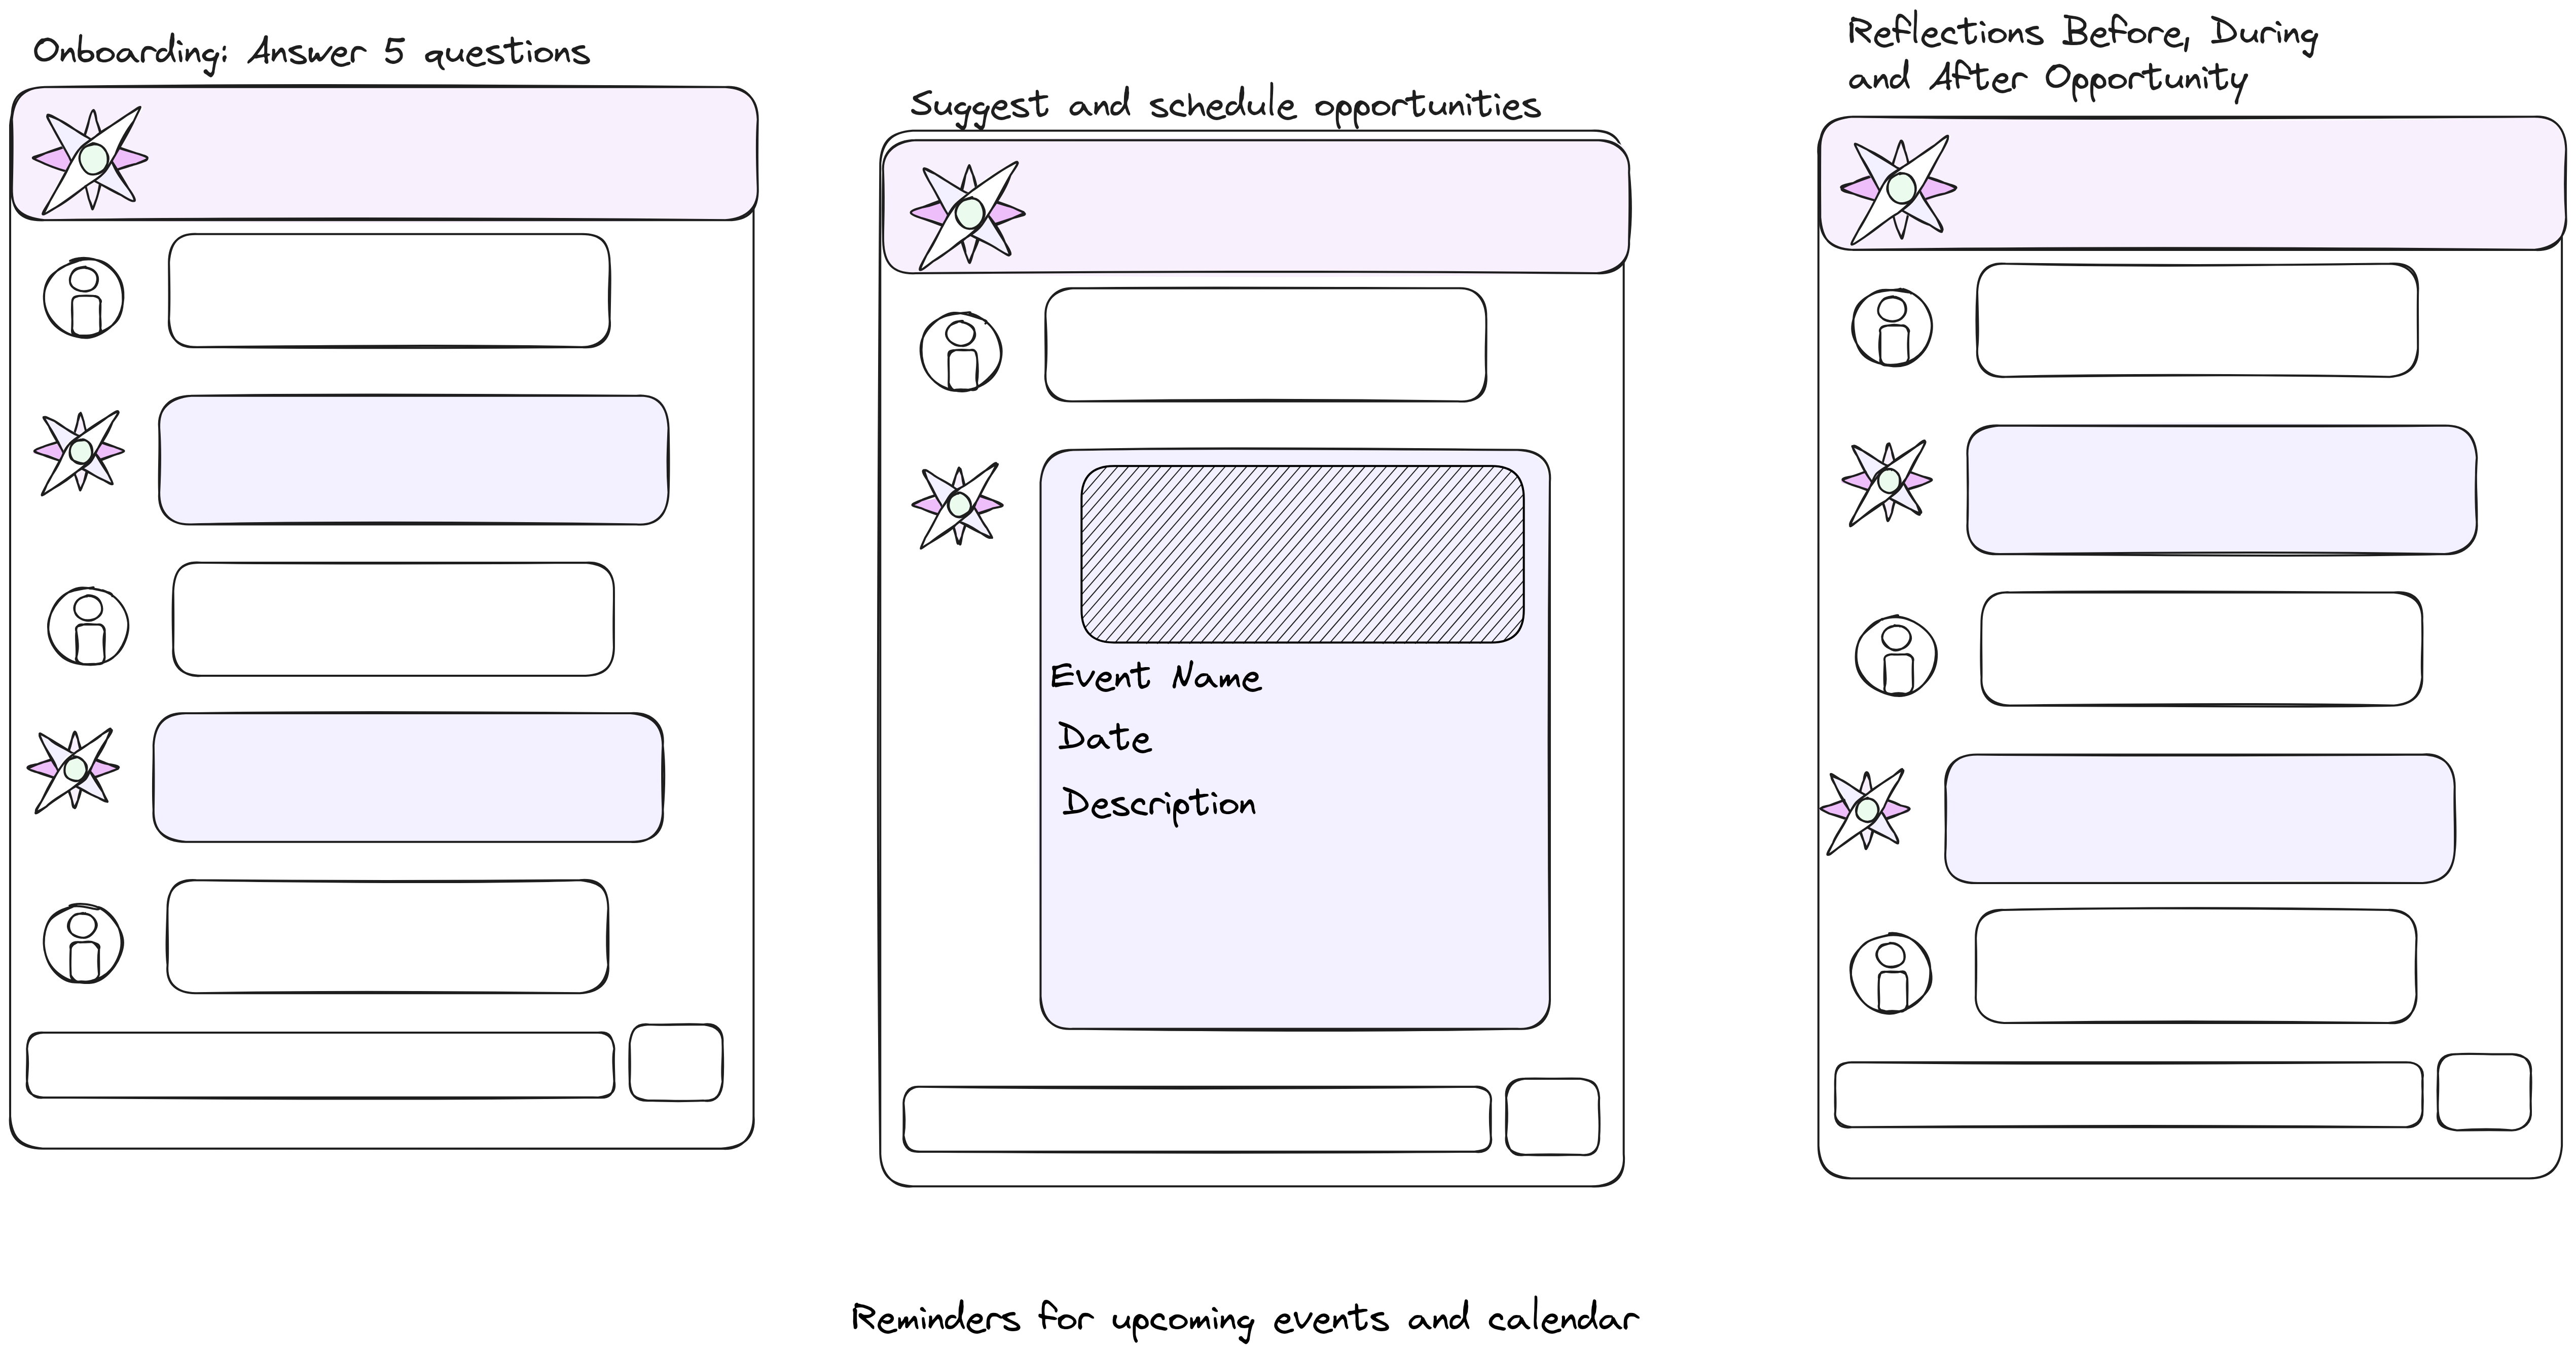 Onboarding: Answer 5 questions
Suggest and schedule opportunities
Event Name
Date
Description
Reflections Before, During
and After Opportunity
Reminders for upcoming events and calendar